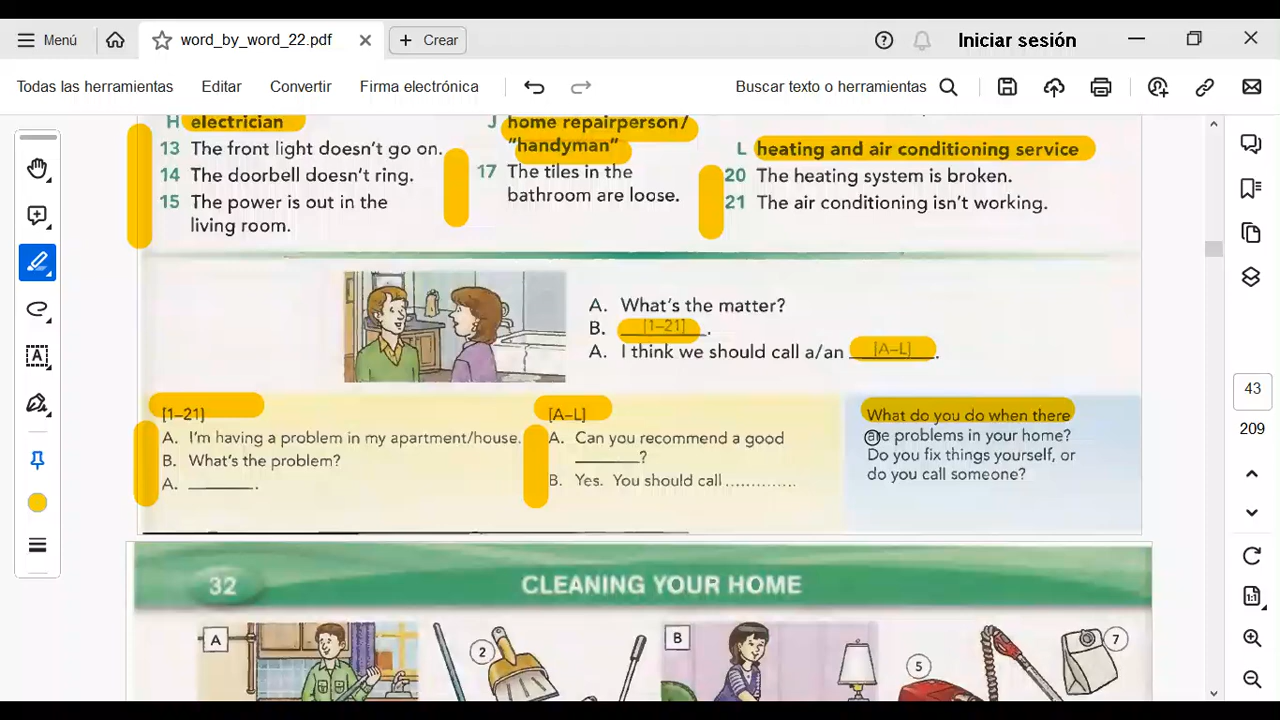 Menú
word_by_word_22.pdf
Crear
Iniciar sesión
Todas las herramientas
Editar
Convertir
Firma electrónica
Buscar texto o herramientas
H electrician
13 The front light doesn't go on.
14 The doorbell doesn't ring.
15 The power is out in the
living room.
J home repairperson/
"handyman"
17 The tiles in the
bathroom are loose.
L heating and air conditioning service
20 The heating system is broken.
21 The air conditioning isn't working.
A. What's the matter?
B. [1–21].
A. I think we should call a/an [A–L].
[1–21]
A. I'm having a problem in my apartment/house.
B. What's the problem?
A. ________.
[A–L]
A. Can you recommend a good
________?
B. Yes. You should call ..............
What do you do when there
are problems in your home?
Do you fix things yourself, or
do you call someone?
43
209
32
CLEANING YOUR HOME
A
2
B
5
7
1:1